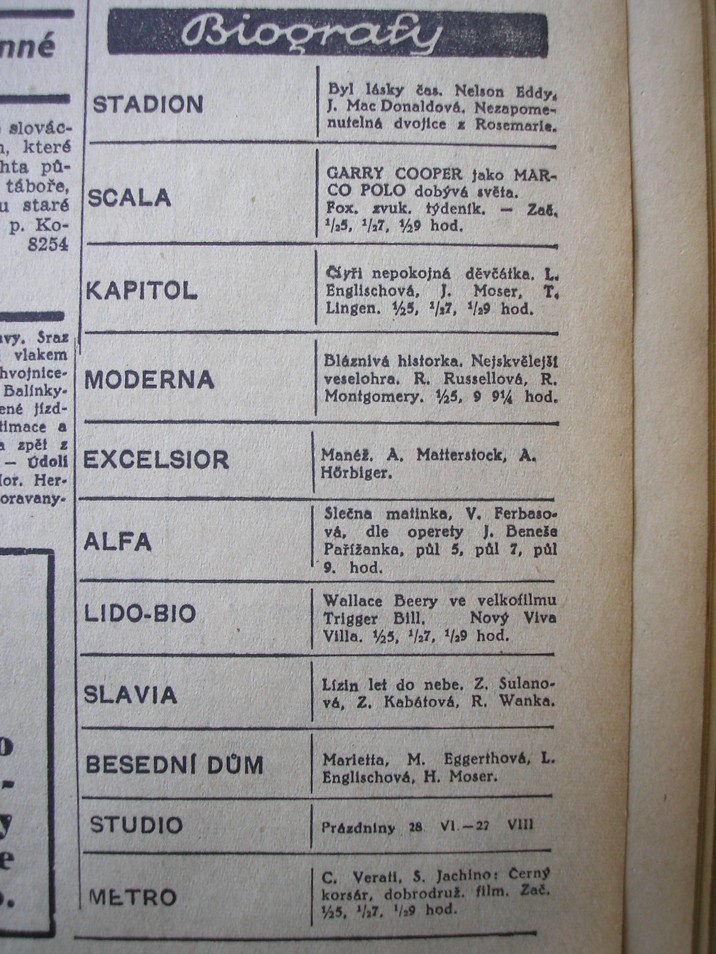 nné
slovác-
které
hta pů-
táboře,
u staré
p. Ko-
8254
Sraz
vlakem
hvojnice-
Balinky-
ené jízd-
timace a
a zpět z
— Údolí
Her-
oravany-
Biografy
STADION
Byl lásky čas. Nelson Eddy,
J. Mac Donaldová. Nezapome-
nutelná dvojice z Rosemarie.
SCALA
GARRY COOPER jako MAR-
CO POLO dobývá světa.
Fox. zvuk. týdeník. — Zač.
½5, ½7, ½9 hod.
KAPITOL
Čtyři nepokojná děvčátka. L.
Englischová, J. Moser, T.
Lingen. ½5, ½7, ½9 hod.
MODERNA
Bláznivá historka. Nejskvělejší
veselohra. R. Russellová, R.
Montgomery. ½5, 9 9¼ hod.
EXCELSIOR
Manéž. A. Matterstock, A.
Hörbiger.
ALFA
Slečna matinka, V. Ferbaso-
vá, dle operety J. Beneše
Pařížanka, půl 5, půl 7, půl
9. hod.
LIDO-BIO
Wallace Beery ve velkofilmu
Trigger Bill, Nový Viva
Villa. ½5, ½7, ½9 hod.
SLAVIA
Lízin let do nebe. Z. Sulano-
vá, Z. Kabátová, R. Wanka.
BESEDNÍ DŮM
Marietta, M. Eggerthová, L.
Englischová, H. Moser.
STUDIO
Prázdniny 28 VI.—27 VIII
METRO
C. Verati, S. Jachino: Černý
korsár, dobrodruž. film. Zač.
½5, ½7, ½9 hod.